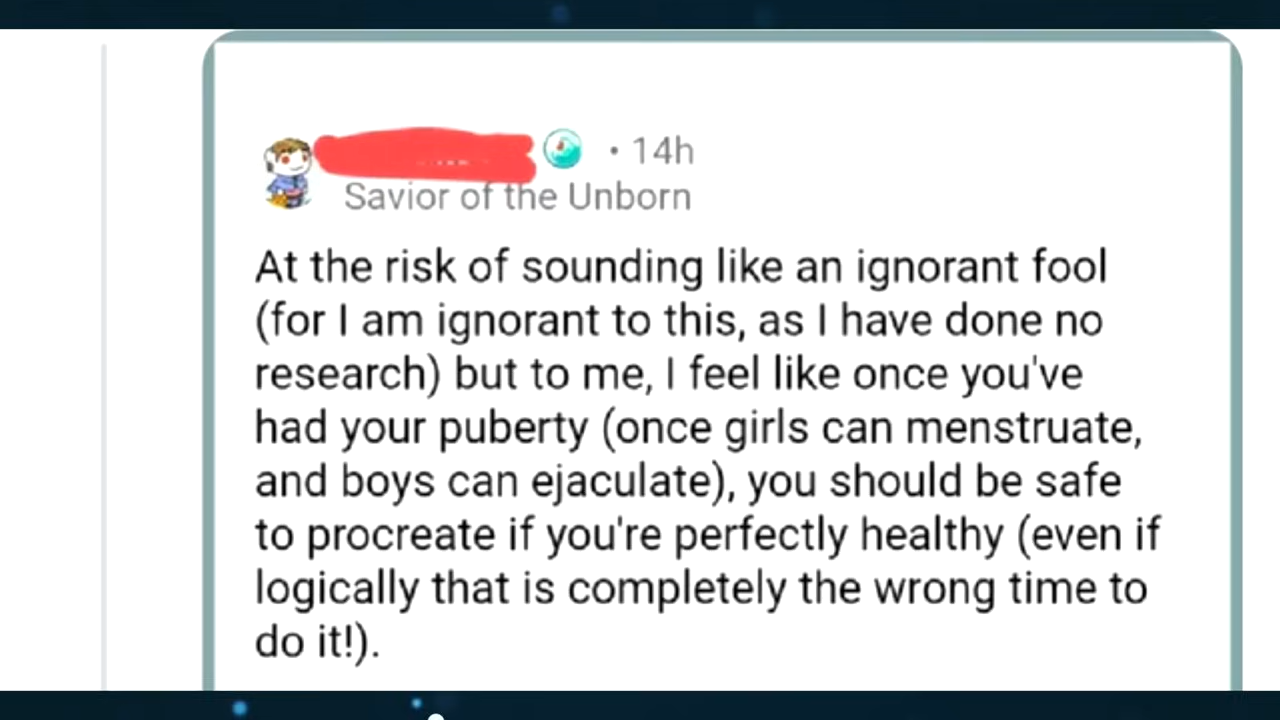 • 14h
Savior of the Unborn
At the risk of sounding like an ignorant fool
(for I am ignorant to this, as I have done no
research) but to me, I feel like once you've
had your puberty (once girls can menstruate,
and boys can ejaculate), you should be safe
to procreate if you're perfectly healthy (even if
logically that is completely the wrong time to
do it!).